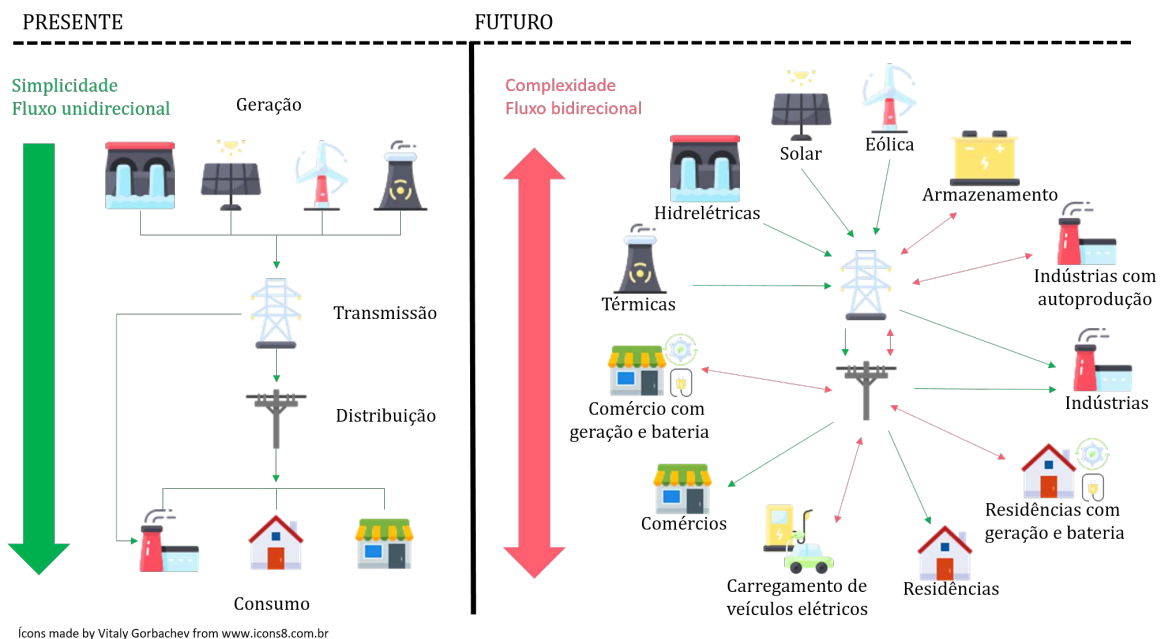 PRESENTE
Simplicidade
Fluxo unidirecional
Geração
Transmissão
Distribuição
Consumo
FUTURO
Complexidade
Fluxo bidirecional
Solar
Eólica
Armazenamento
Hidrelétricas
Indústrias com
autoprodução
Térmicas
Indústrias
Comércio com
geração e bateria
Comércios
Residências com
geração e bateria
Carregamento de
veículos elétricos
Residências
Ícons made by Vitaly Gorbachev from www.icons8.com.br